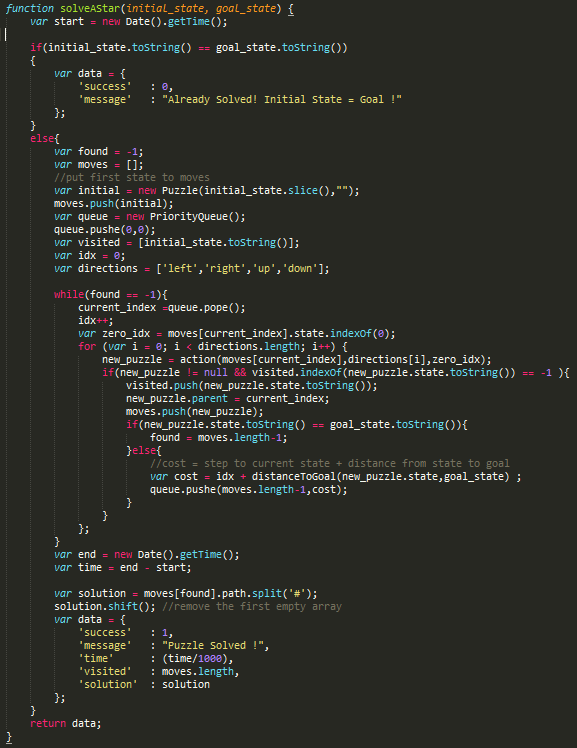 function solveAStar(initial_state, goal_state) {
    var start = new Date().getTime();

    if(initial_state.toString() == goal_state.toString())
    {
        var data = {
            'success'   : 0,
            'message'   : "Already Solved! Initial State = Goal !"
        };
    }
    else{
        var found = -1;
        var moves = [];
        //put first state to moves
        var initial = new Puzzle(initial_state.slice(),"");
        moves.push(initial);
        var queue = new PriorityQueue();
        queue.pushe(0,0);
        var visited = [initial_state.toString()];
        var idx = 0;
        var directions = ['left','right','up','down'];

        while(found == -1){
            current_index =queue.pope();
            idx++;
            var zero_idx = moves[current_index].state.indexOf(0);
            for (var i = 0; i < directions.length; i++) {
                new_puzzle = action(moves[current_index],directions[i],zero_idx);
                if(new_puzzle != null && visited.indexOf(new_puzzle.state.toString()) == -1 ){
                    visited.push(new_puzzle.state.toString());
                    new_puzzle.parent = current_index;
                    moves.push(new_puzzle);
                    if(new_puzzle.state.toString() == goal_state.toString()){
                        found = moves.length-1;
                    }else{
                        //cost = step to current state + distance from state to goal
                        var cost = idx + distanceToGoal(new_puzzle.state,goal_state) ;
                        queue.pushe(moves.length-1,cost);
                    }
                }
            };
        }
        var end = new Date().getTime();
        var time = end - start;

        var solution = moves[found].path.split('#');
        solution.shift(); //remove the first empty array
        var data = {
            'success'   : 1,
            'message'   : "Puzzle Solved !",
            'time'      : (time/1000),
            'visited'   : moves.length,
            'solution'  : solution
        };
    }
    return data;
}